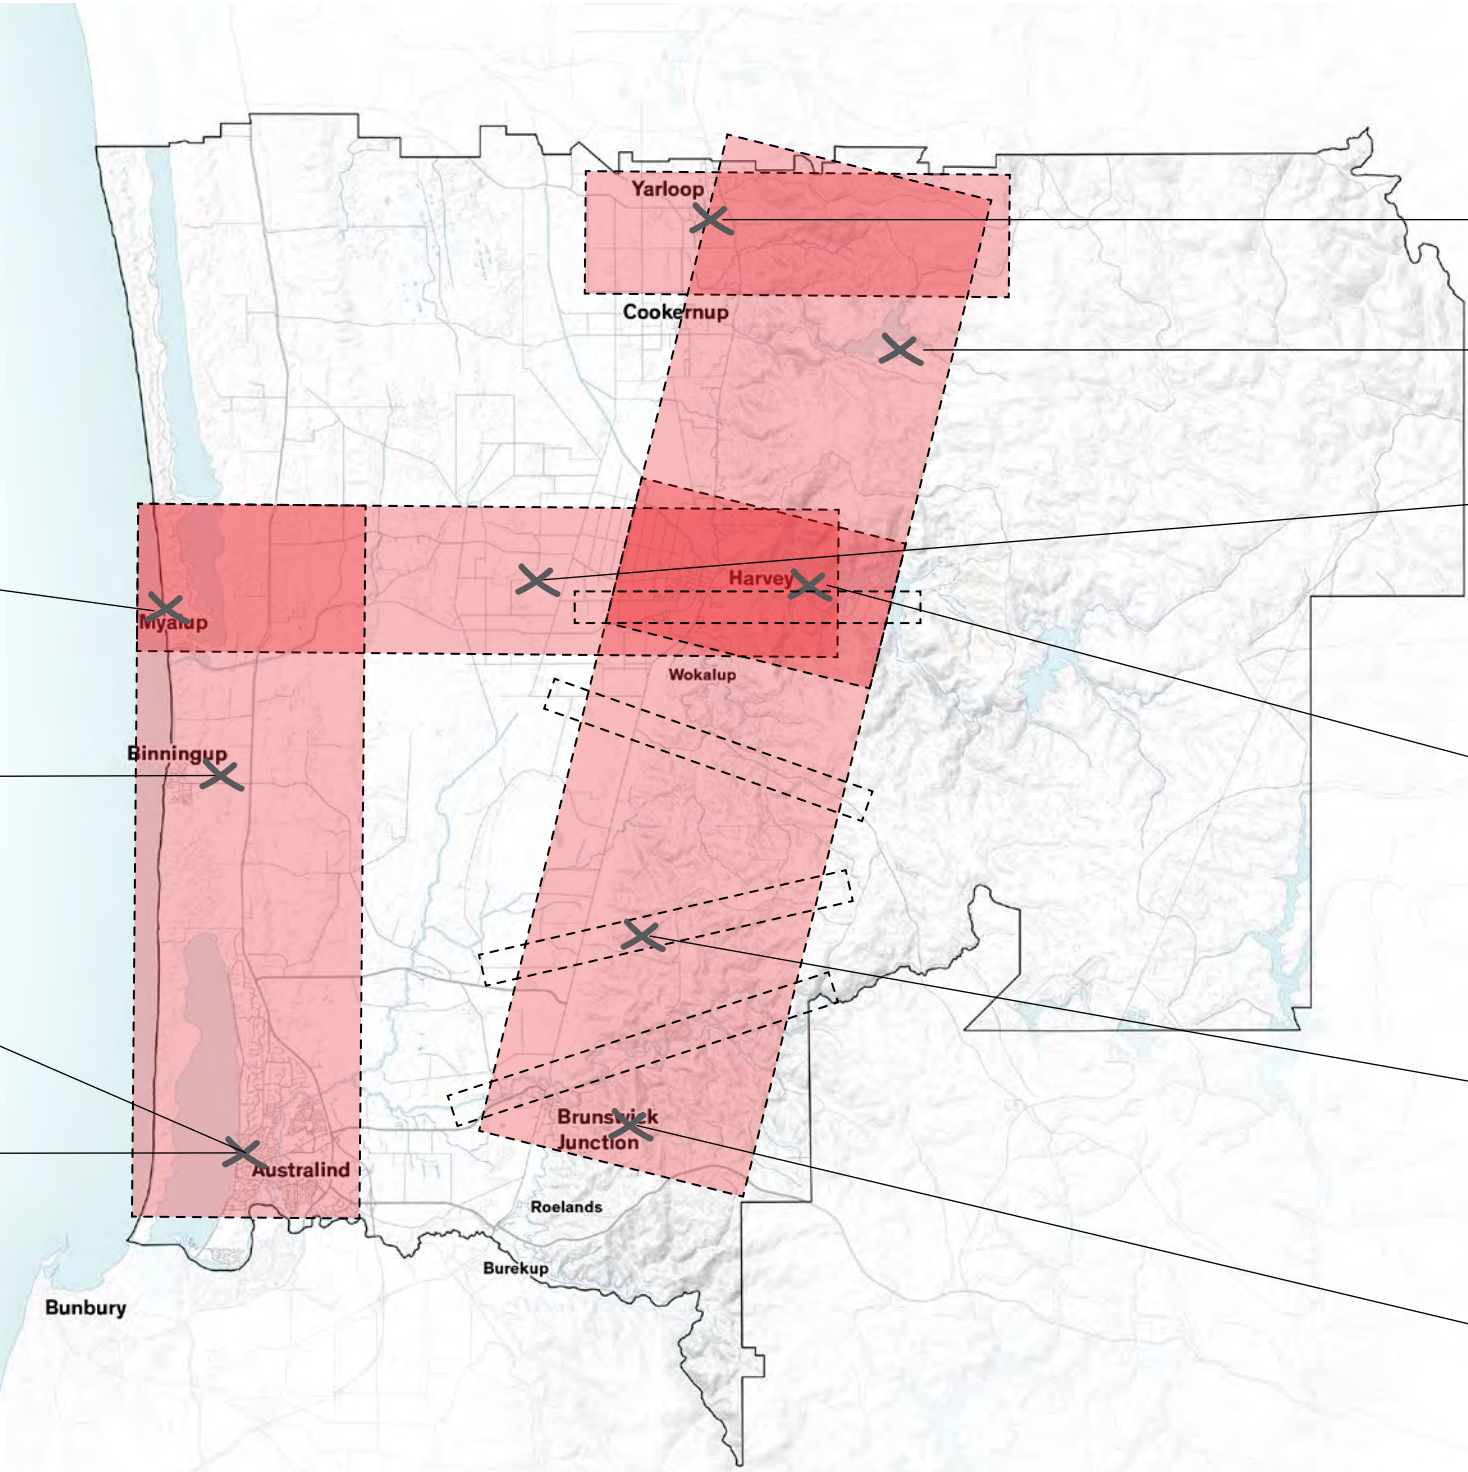 Yarloop
Cookernup
Harvey
Myalup
Wokalup
Binningup
Brunswick
Junction
Australind
Roelands
Burekup
Bunbury